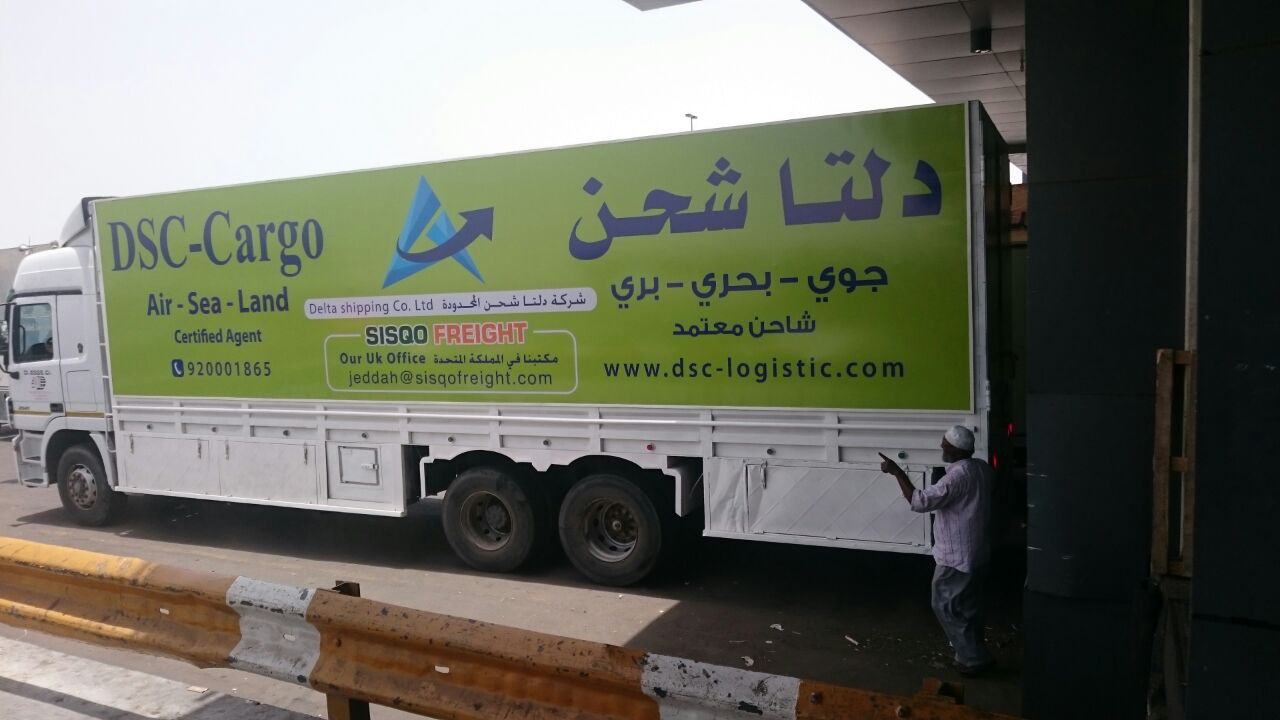 DSC-Cargo
Air - Sea - Land
Certified Agent
920001865
Delta shipping Co. Ltd شركة دلتا شحن المحدودة
SISQO FREIGHT
Our Uk Office مكتبنا في المملكة المتحدة
jeddah@sisqofreight.com
دلتا شحن
جوي - بحري - بري
شاحن معتمد
www.dsc-logistic.com